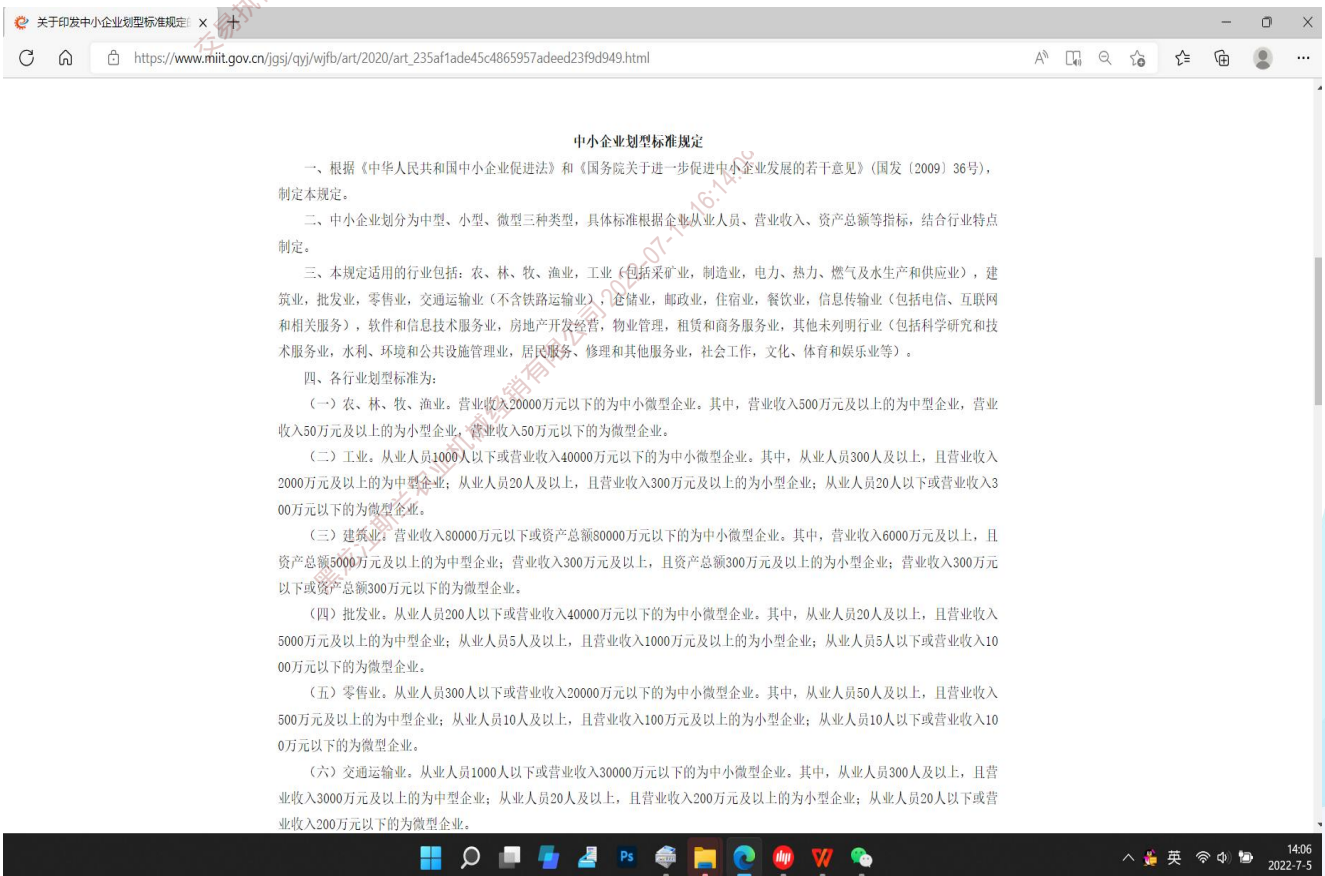 关于印发中小企业划型标准规定
https://www.miit.gov.cn/jgsj/qyj/wjfb/art/2020/art_235af1ade45c4865957adeed23f9d949.html
中小企业划型标准规定
一、根据《中华人民共和国中小企业促进法》和《国务院关于进一步促进中小企业发展的若干意见》(国发〔2009〕36号),
制定本规定。
二、中小企业划分为中型、小型、微型三种类型，具体标准根据企业从业人员、营业收入、资产总额等指标，结合行业特点
制定。
三、本规定适用的行业包括：农、林、牧、渔业，工业（包括采矿业，制造业，电力、热力、燃气及水生产和供应业），建
筑业，批发业，零售业，交通运输业（不含铁路运输业），仓储业，邮政业，住宿业，餐饮业，信息传输业（包括电信、互联网
和相关服务），软件和信息技术服务业，房地产开发经营，物业管理，租赁和商务服务业，其他未列明行业（包括科学研究和技
术服务业，水利、环境和公共设施管理业，居民服务、修理和其他服务业，社会工作，文化、体育和娱乐业等）。
四、各行业划型标准为：
（一）农、林、牧、渔业。营业收入20000万元以下的为中小微型企业。其中，营业收入500万元及以上的为中型企业，营业
收入50万元及以上的为小型企业，营业收入50万元以下的为微型企业。
（二）工业。从业人员1000人以下或营业收入40000万元以下的为中小微型企业。其中，从业人员300人及以上，且营业收入
2000万元及以上的为中型企业；从业人员20人及以上，且营业收入300万元及以上的为小型企业；从业人员20人以下或营业收入3
00万元以下的为微型企业。
（三）建筑业。营业收入80000万元以下或资产总额80000万元以下的为中小微型企业。其中，营业收入6000万元及以上，且
资产总额5000万元及以上的为中型企业；营业收入300万元及以上，且资产总额300万元及以上的为小型企业；营业收入300万元
以下或资产总额300万元以下的为微型企业。
（四）批发业。从业人员200人以下或营业收入40000万元以下的为中小微型企业。其中，从业人员20人及以上，且营业收入
5000万元及以上的为中型企业；从业人员5人及以上，且营业收入1000万元及以上的为小型企业；从业人员5人以下或营业收入10
00万元以下的为微型企业。
（五）零售业。从业人员300人以下或营业收入20000万元以下的为中小微型企业。其中，从业人员50人及以上，且营业收入
500万元及以上的为中型企业；从业人员10人及以上，且营业收入100万元及以上的为小型企业；从业人员10人以下或营业收入10
0万元以下的为微型企业。
（六）交通运输业。从业人员1000人以下或营业收入30000万元以下的为中小微型企业。其中，从业人员300人及以上，且营
业收入3000万元及以上的为中型企业；从业人员20人及以上，且营业收入200万元及以上的为小型企业；从业人员20人以下或营
业收入200万元以下的为微型企业。
黑龙江斯兰农业机械经销有限公司 2022-07-14 16:14:0
交易执
Ps
英
14:06
2022-7-5